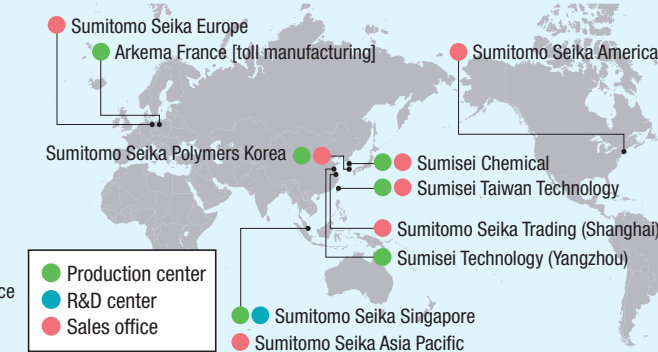 Sumitomo Seika Europe
Arkema France [toll manufacturing]
Sumitomo Seika America
Sumitomo Seika Polymers Korea
Sumisei Chemical
Sumisei Taiwan Technology
Sumitomo Seika Trading (Shanghai)
Sumisei Technology (Yangzhou)
Production center
R&D center
Sales office
Sumitomo Seika Singapore
Sumitomo Seika Asia Pacific